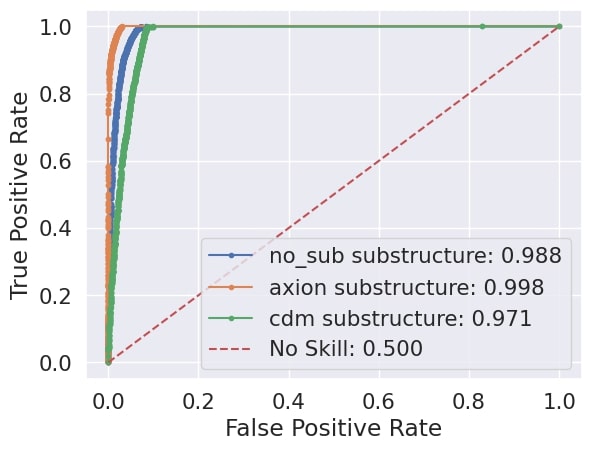 1.0
0.8
0.6
0.4
0.2
0.0
True Positive Rate
no_sub substructure: 0.988
axion substructure: 0.998
cdm substructure: 0.971
No Skill: 0.500
0.0 0.2 0.4 0.6 0.8 1.0
False Positive Rate